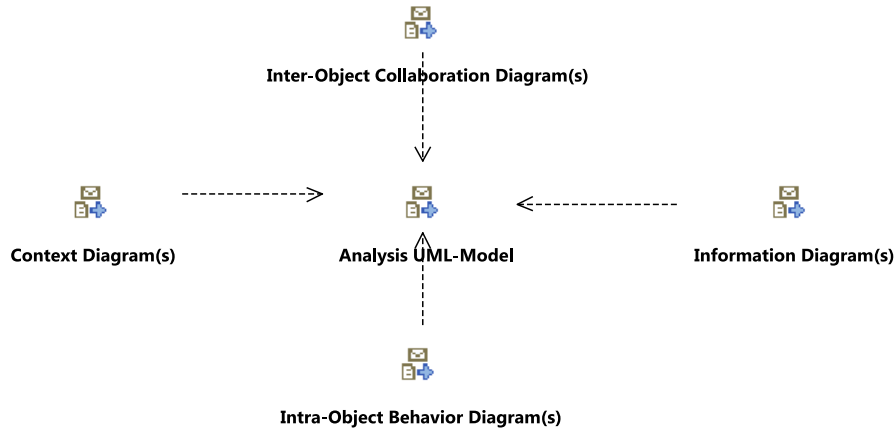 Inter-Object Collaboration Diagram(s)
Context Diagram(s)
Analysis UML-Model
Information Diagram(s)
Intra-Object Behavior Diagram(s)